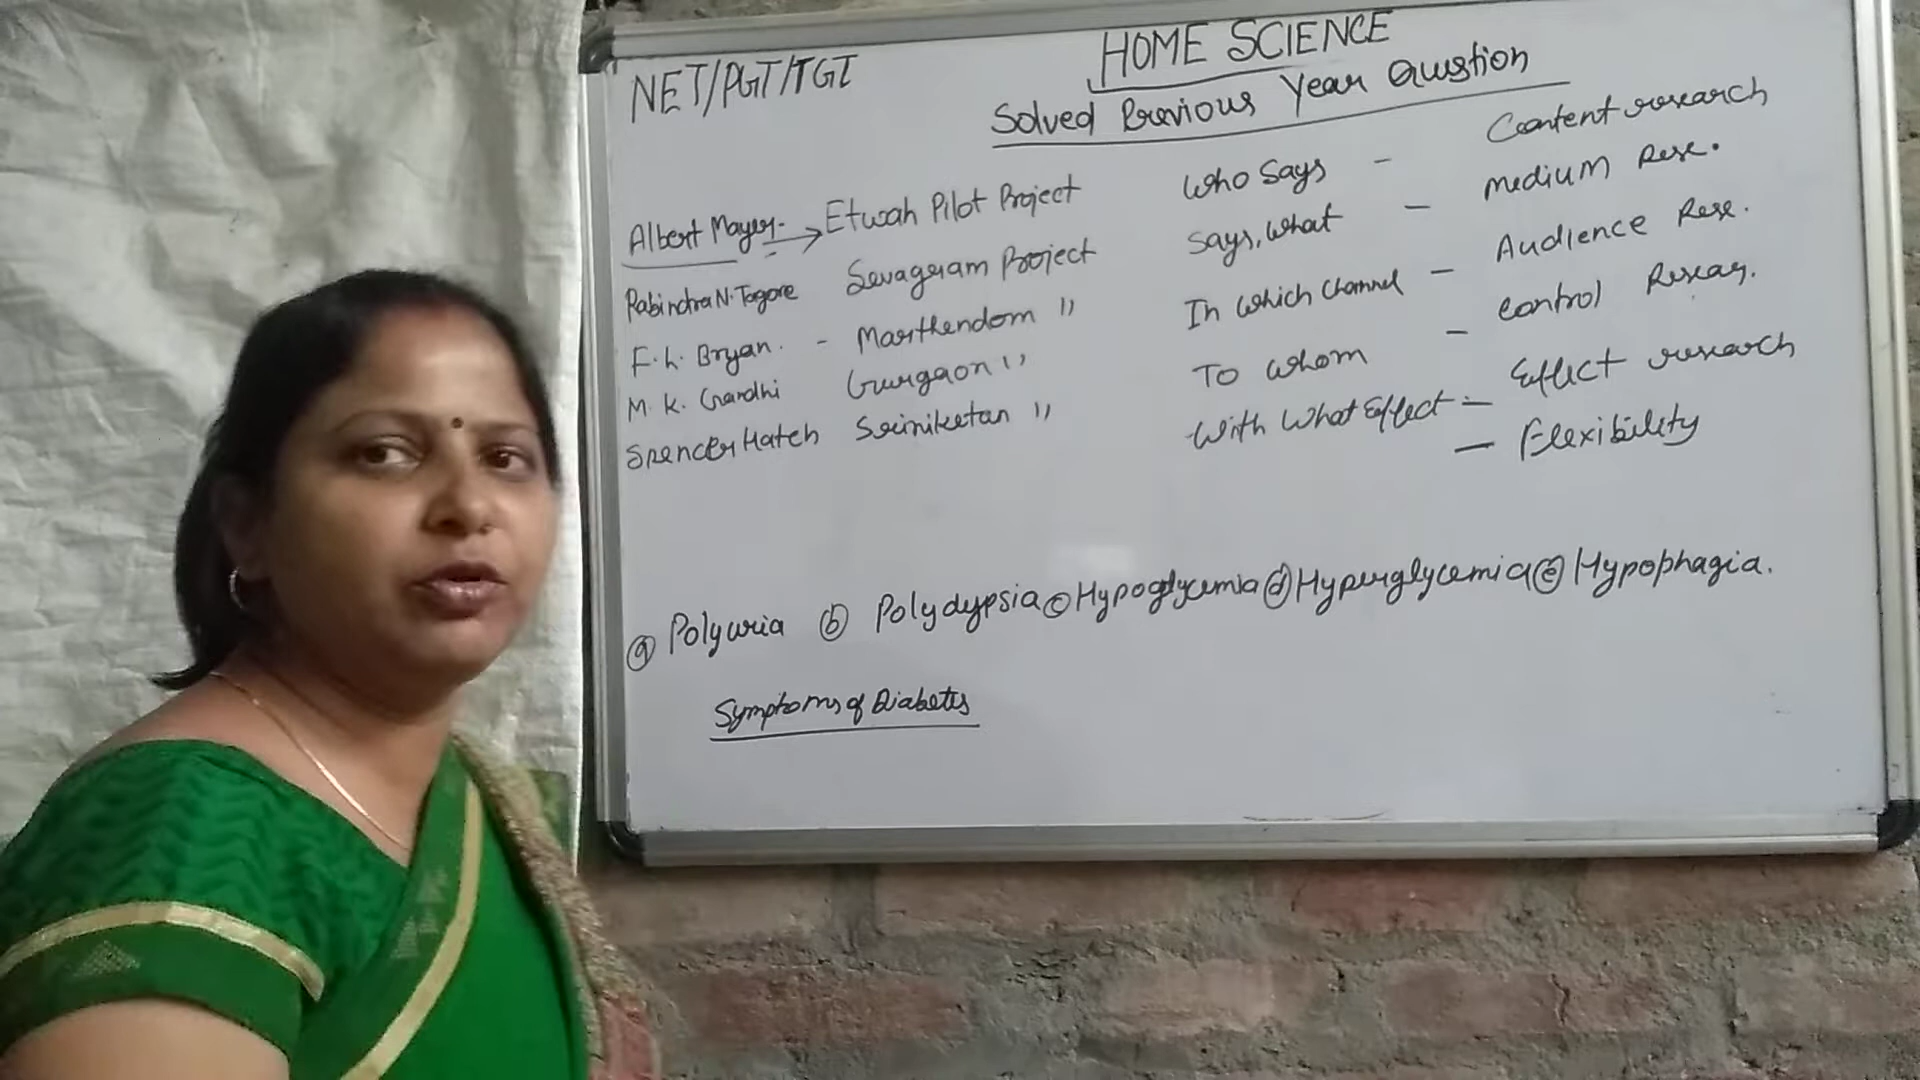 NET/PGT/TGT
HOME SCIENCE
Solved Previous Year Question
Albert Mayer. → Etwah Pilot Project
Rabindra N. Tagore Sevagram Project
F. L. Bryan. - Marthendom "
M. K. Gandhi Gurgaon "
Spencer Hatch Sriniketan "
Who Says - Content research
Says, What - Medium Rese.
In Which Channel - Audience Rese.
To whom - Control Resear.
With What Effect - Effect research
- Flexibility
(a) Polyuria (b) Polydypsia (c) Hypoglycemia (d) Hyperglycemia (e) Hypophagia.
Symptoms of Diabetes